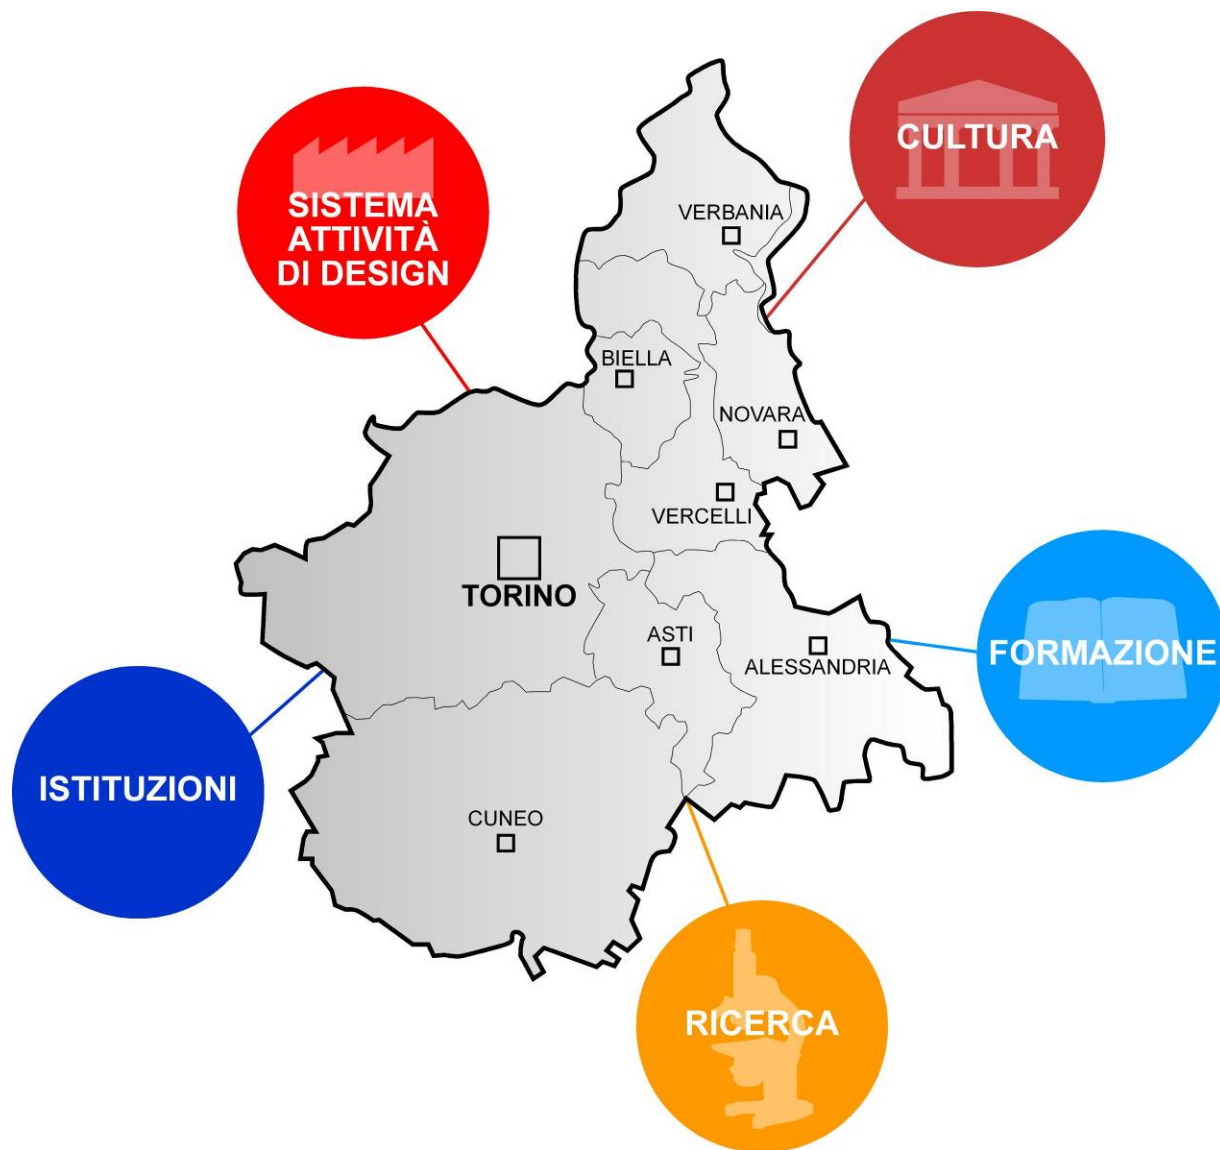 CULTURA
SISTEMA
ATTIVITÀ
DI DESIGN
VERBANIA
BIELLA
NOVARA
VERCELLI
TORINO
ASTI
ALESSANDRIA
FORMAZIONE
ISTITUZIONI
CUNEO
RICERCA